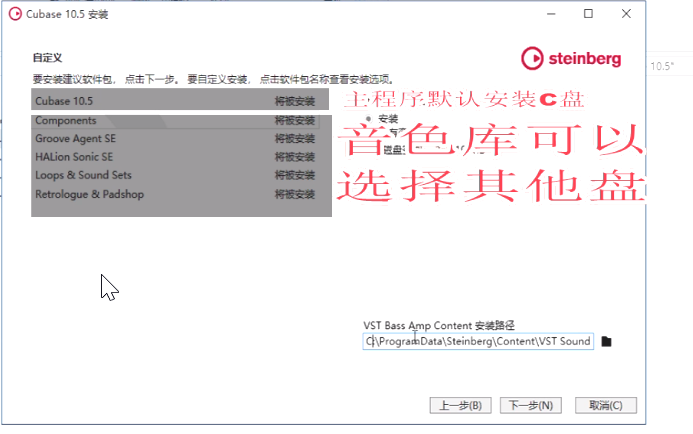 Cubase 10.5 安装
自定义
steinberg
要安装建议软件包, 点击下一步。要自定义安装, 点击软件包名称查看安装选项。
10.5"
Cubase 10.5 将被安装
主程序默认安装C盘
安装
Components 将被安装
Groove Agent SE 将被安装
音色库可以
HALion Sonic SE 将被安装
Loops & Sound Sets 将被安装
选择其他盘
Retrologue & Padshop 将被安装
VST Bass Amp Content 安装路径
C:\ProgramData\Steinberg\Content\VST Sound
上一步(B) 下一步(N) 取消(C)